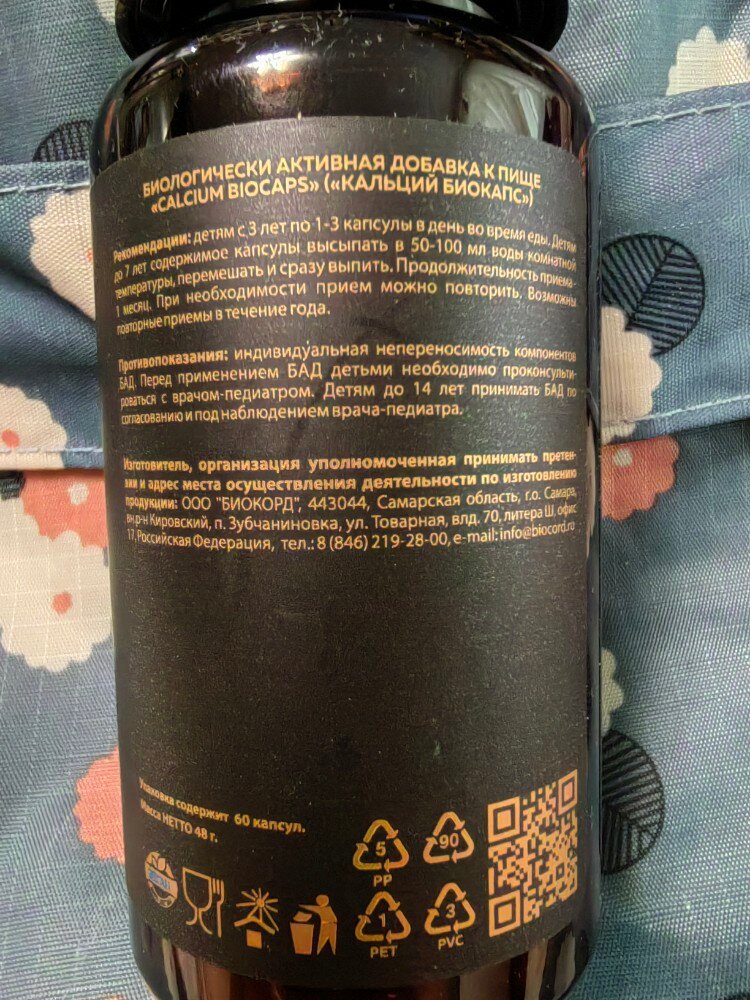 БИОЛОГИЧЕСКИ АКТИВНАЯ ДОБАВКА К ПИЩЕ
«CALCIUM BIOCAPS» («КАЛЬЦИЙ БИОКАПС»)
Рекомендации: детям с 3 лет по 1-3 капсулы в день во время еды. Детям
до 7 лет содержимое капсулы высыпать в 50-100 мл воды комнатной
температуры, перемешать и сразу выпить. Продолжительность приема–
1 месяц. При необходимости прием можно повторить. Возможны
повторные приемы в течение года.
Противопоказания: индивидуальная непереносимость компонентов
БАД. Перед применением БАД детьми необходимо проконсульти-
роваться с врачом-педиатром. Детям до 14 лет принимать БАД по
согласованию и под наблюдением врача-педиатра.
Изготовитель, организация уполномоченная принимать претен-
зии и адрес места осуществления деятельности по изготовлению
продукции: ООО "БИОКОРД", 443044, Самарская область, г.о. Самара,
вн.р-н Кировский, п. Зубчаниновка, ул. Товарная, влд. 70, литера Ш, офис
17, Российская Федерация, тел.: 8 (846) 219-28-00, e-mail: info@biocord.ru
Упаковка содержит 60 капсул.
Масса НЕТТО 48 г.
5
PP
90
1
PET
3
PVC